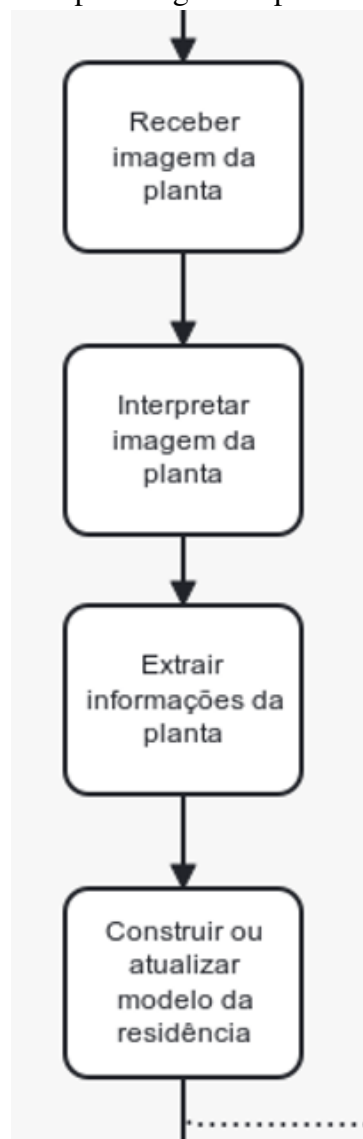 Receber
imagem da
planta
Interpretar
imagem da
planta
Extrair
informações da
planta
Construir ou
atualizar
modelo da
residência